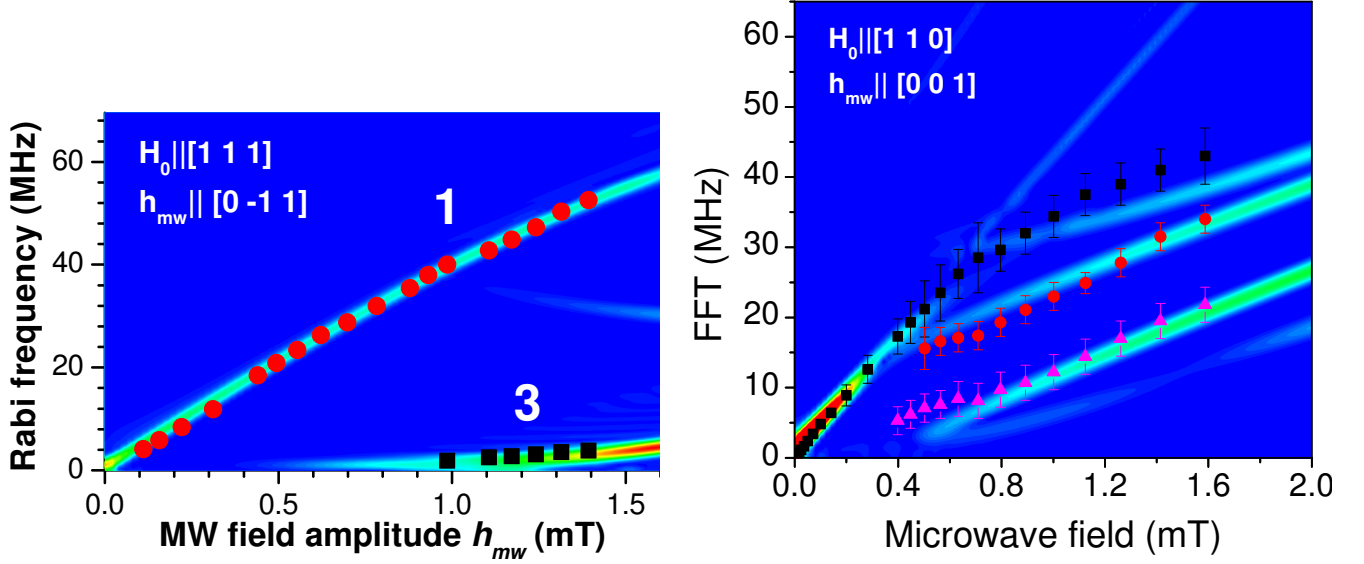 H0||[1 1 1]
hmw|| [0 -1 1]
1
3
Rabi frequency (MHz)
60
40
20
0
0.0 0.5 1.0 1.5
MW field amplitude hmw (mT)
H0||[1 1 0]
hmw|| [0 0 1]
FFT (MHz)
60
50
40
30
20
10
0
0.0 0.4 0.8 1.2 1.6 2.0
Microwave field (mT)